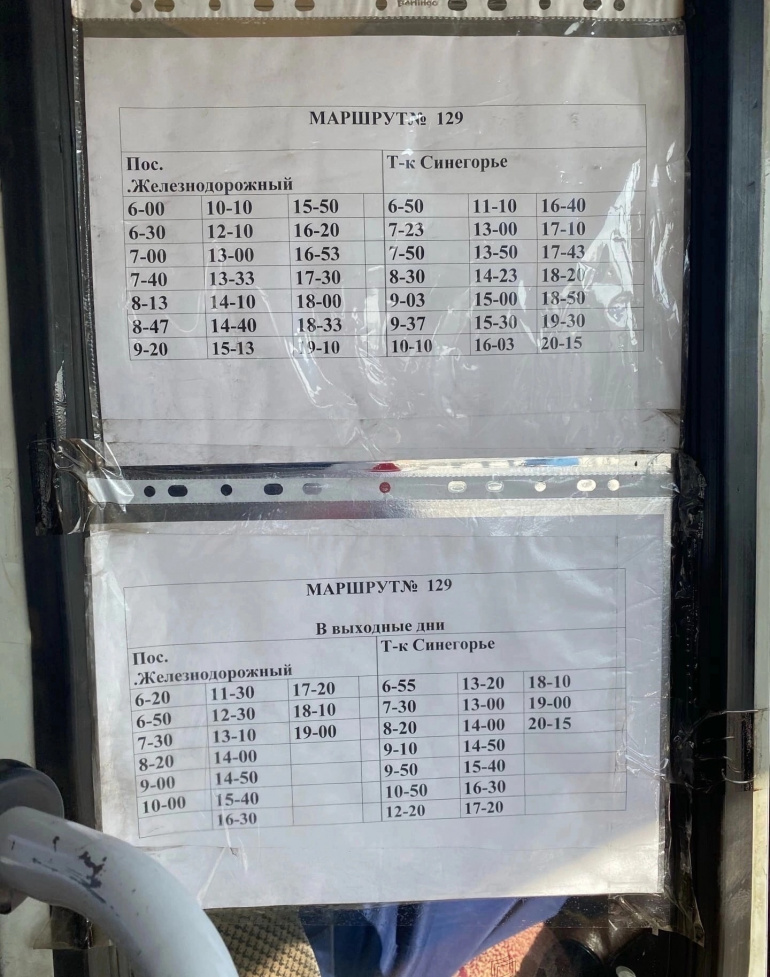 Berlingo
МАРШРУТ№ 129
Пос. Т-к Синегорье
.Железнодорожный
6-00 10-10 15-50 6-50 11-10 16-40
6-30 12-10 16-20 7-23 13-00 17-10
7-00 13-00 16-53 7-50 13-50 17-43
7-40 13-33 17-30 8-30 14-23 18-20
8-13 14-10 18-00 9-03 15-00 18-50
8-47 14-40 18-33 9-37 15-30 19-30
9-20 15-13 19-10 10-10 16-03 20-15
МАРШРУТ№ 129
В выходные дни
Пос. Т-к Синегорье
.Железнодорожный
6-20 11-30 17-20 6-55 13-20 18-10
6-50 12-30 18-10 7-30 13-00 19-00
7-30 13-10 19-00 8-20 14-00 20-15
8-20 14-00 9-10 14-50
9-00 14-50 9-50 15-40
10-00 15-40 10-50 16-30
16-30 12-20 17-20